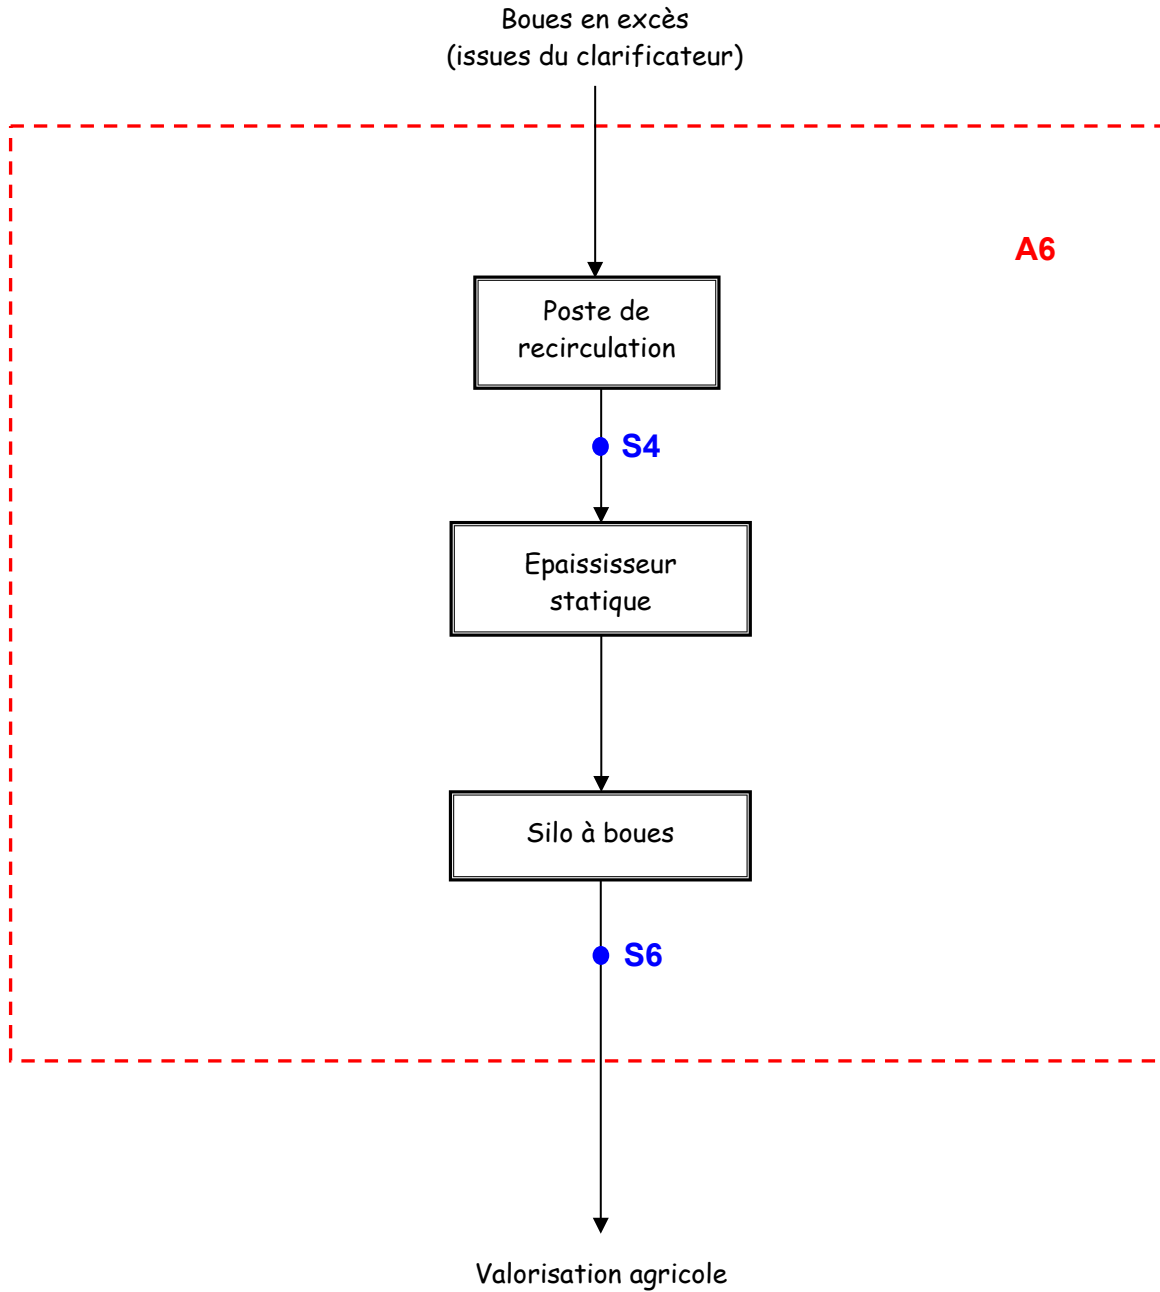 Boues en excès
(issues du clarificateur)
A6
Poste de
recirculation
S4
Epaississeur
statique
Silo à boues
S6
Valorisation agricole